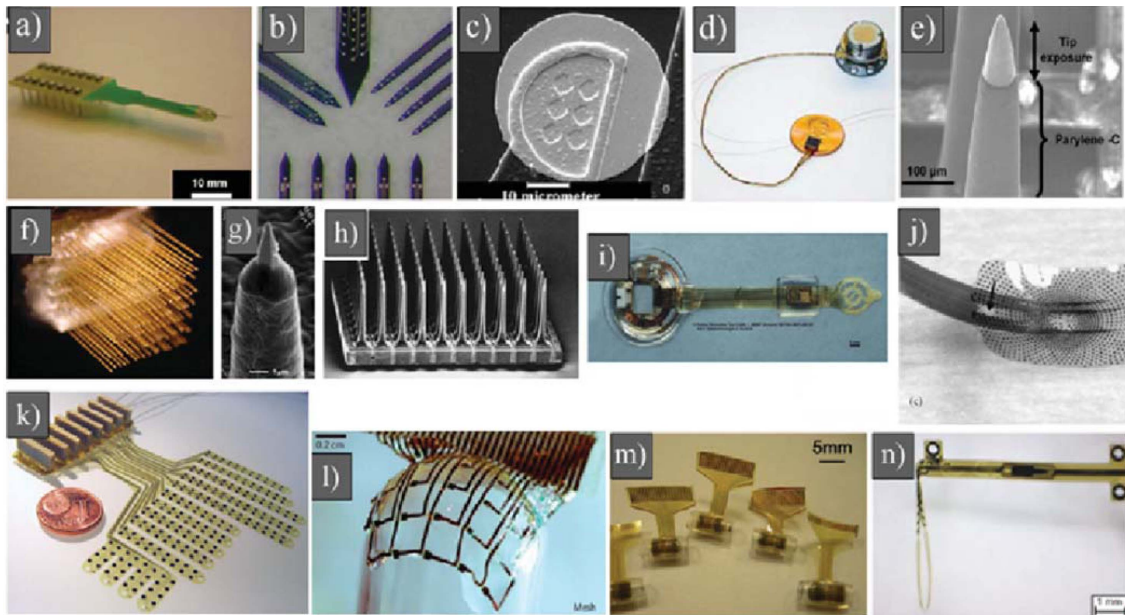 a)
10 mm
b)
c)
10 micrometer
d)
e)
Tip
exposure
Parylene -C
100 μm
f)
g)
h)
i)
j)
k)
0.2 cm
l)
Mesh
m)
5mm
n)
1 mm